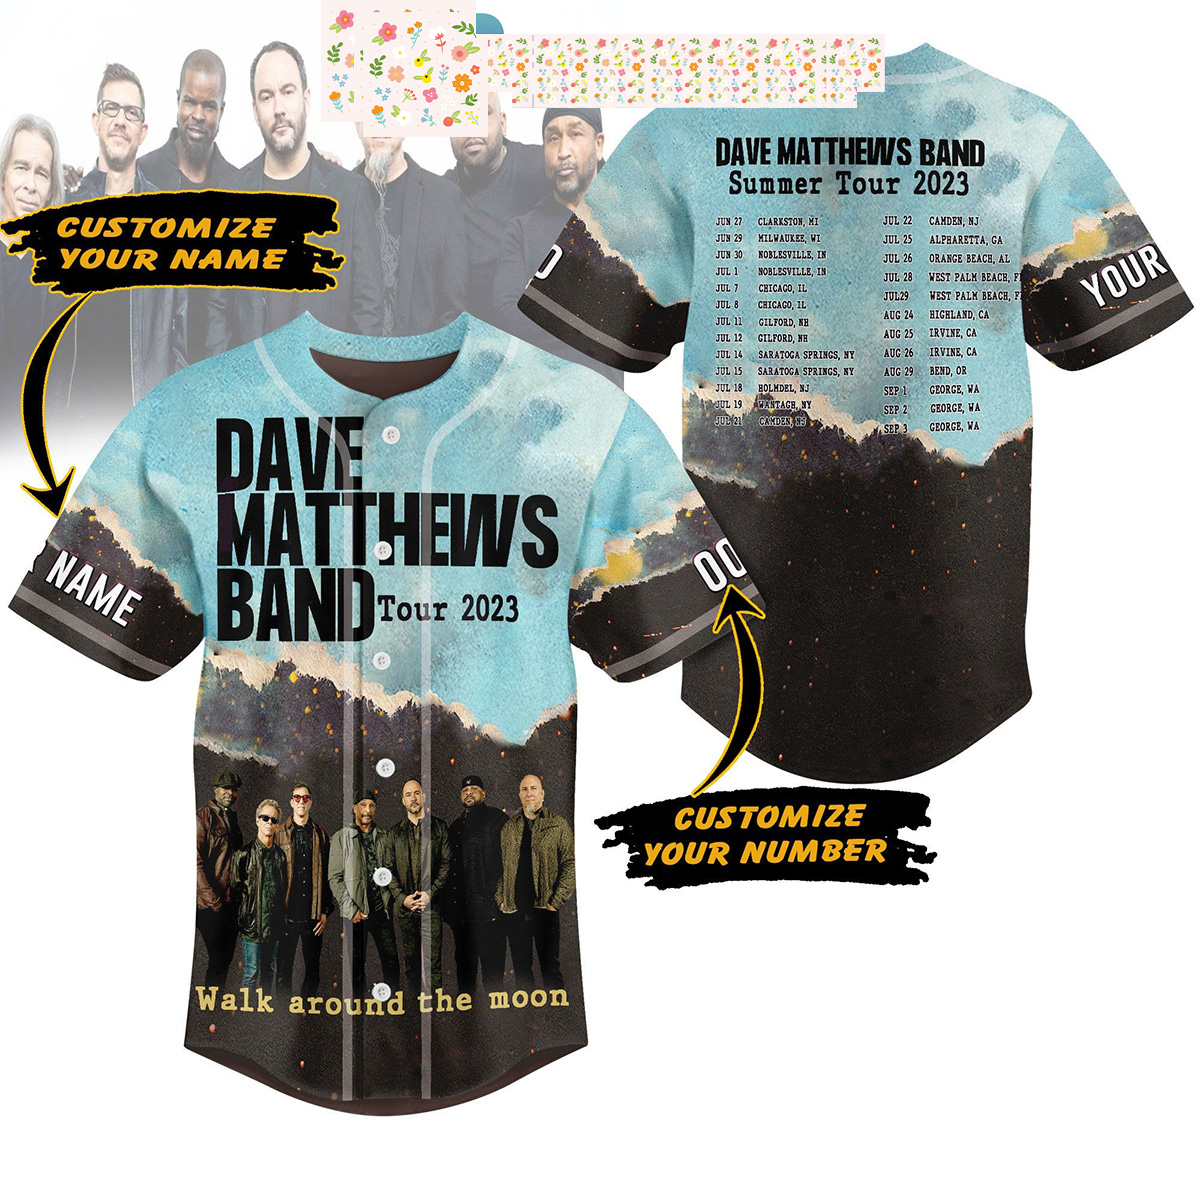 CUSTOMIZE
YOUR NAME
DAVE MATTHEWS BAND
Summer Tour 2023
JUN 27 CLARKSTON, MI
JUN 29 MILWAUKEE, WI
JUN 30 NOBLESVILLE, IN
JUL 1 NOBLESVILLE, IN
JUL 7 CHICAGO, IL
JUL 8 CHICAGO, IL
JUL 11 GILFORD, NH
JUL 12 GILFORD, NH
JUL 14 SARATOGA SPRINGS, NY
JUL 15 SARATOGA SPRINGS, NY
JUL 18 HOLMDEL, NJ
JUL 19 WANTAGH, NY
JUL 21 CAMDEN, NJ
JUL 22 CAMDEN, NJ
JUL 25 ALPHARETTA, GA
JUL 26 ORANGE BEACH, AL
JUL 28 WEST PALM BEACH, F
JUL29 WEST PALM BEACH, F
AUG 24 HIGHLAND, CA
AUG 25 IRVINE, CA
AUG 26 IRVINE, CA
AUG 29 BEND, OR
SEP 1 GEORGE, WA
SEP 2 GEORGE, WA
SEP 3 GEORGE, WA
0
YOUR
DAVE
MATTHEWS
BAND Tour 2023
NAME
00
Walk around the moon
CUSTOMIZE
YOUR NUMBER